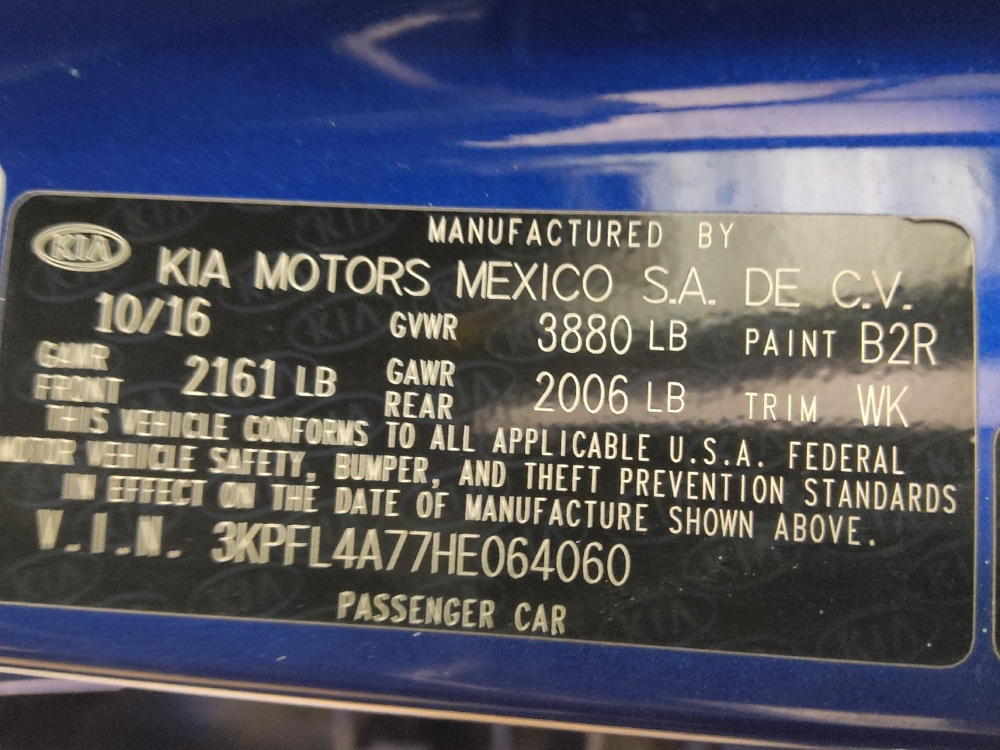 MANUFACTURED BY
KIA KIA MOTORS MEXICO S.A. DE C.V.
10/16 GVWR 3880 LB PAINT B2R
GAWR FRONT 2161 LB GAWR REAR 2006 LB TRIM WK
THIS VEHICLE CONFORMS TO ALL APPLICABLE U.S.A. FEDERAL
MOTOR VEHICLE SAFETY, BUMPER, AND THEFT PREVENTION STANDARDS
IN EFFECT ON THE DATE OF MANUFACTURE SHOWN ABOVE.
V.I.N. 3KPFL4A77HE064060
PASSENGER CAR